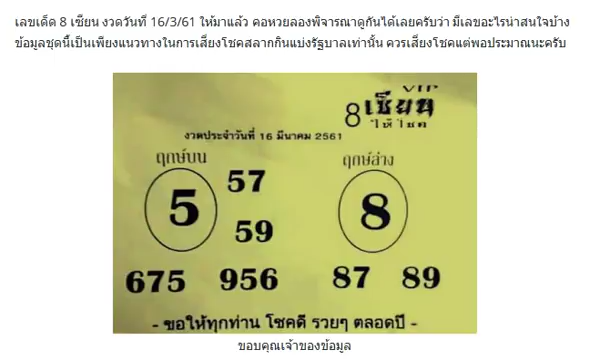 เลขเด็ด 8 เซียน งวดวันที่ 16/3/61 ให้มาแล้ว คอหวยลองพิจารณาดูกันได้เลยครับว่า มีเลขอะไรน่าสนใจบ้าง
ข้อมูลชุดนี้เป็นเพียงแนวทางในการเสี่ยงโชคสลากกินแบ่งรัฐบาลเท่านั้น ควรเสี่ยงโชคแต่พอประมาณนะครับ
VIP
8 เซียน
ให้โชค
งวดประจำวันที่ 16 มีนาคม 2561
ฤกษ์บน ฤกษ์ล่าง
5 57 8
59
675 956 87 89
- ขอให้ทุกท่าน โชคดี รวยๆ ตลอดปี -
ขอบคุณเจ้าของข้อมูล